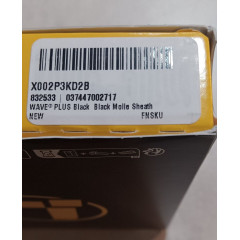 X002P3KD2B
832533 | 037447002717
WAVE® PLUS Black Black Molle Sheath
NEW FNSKU